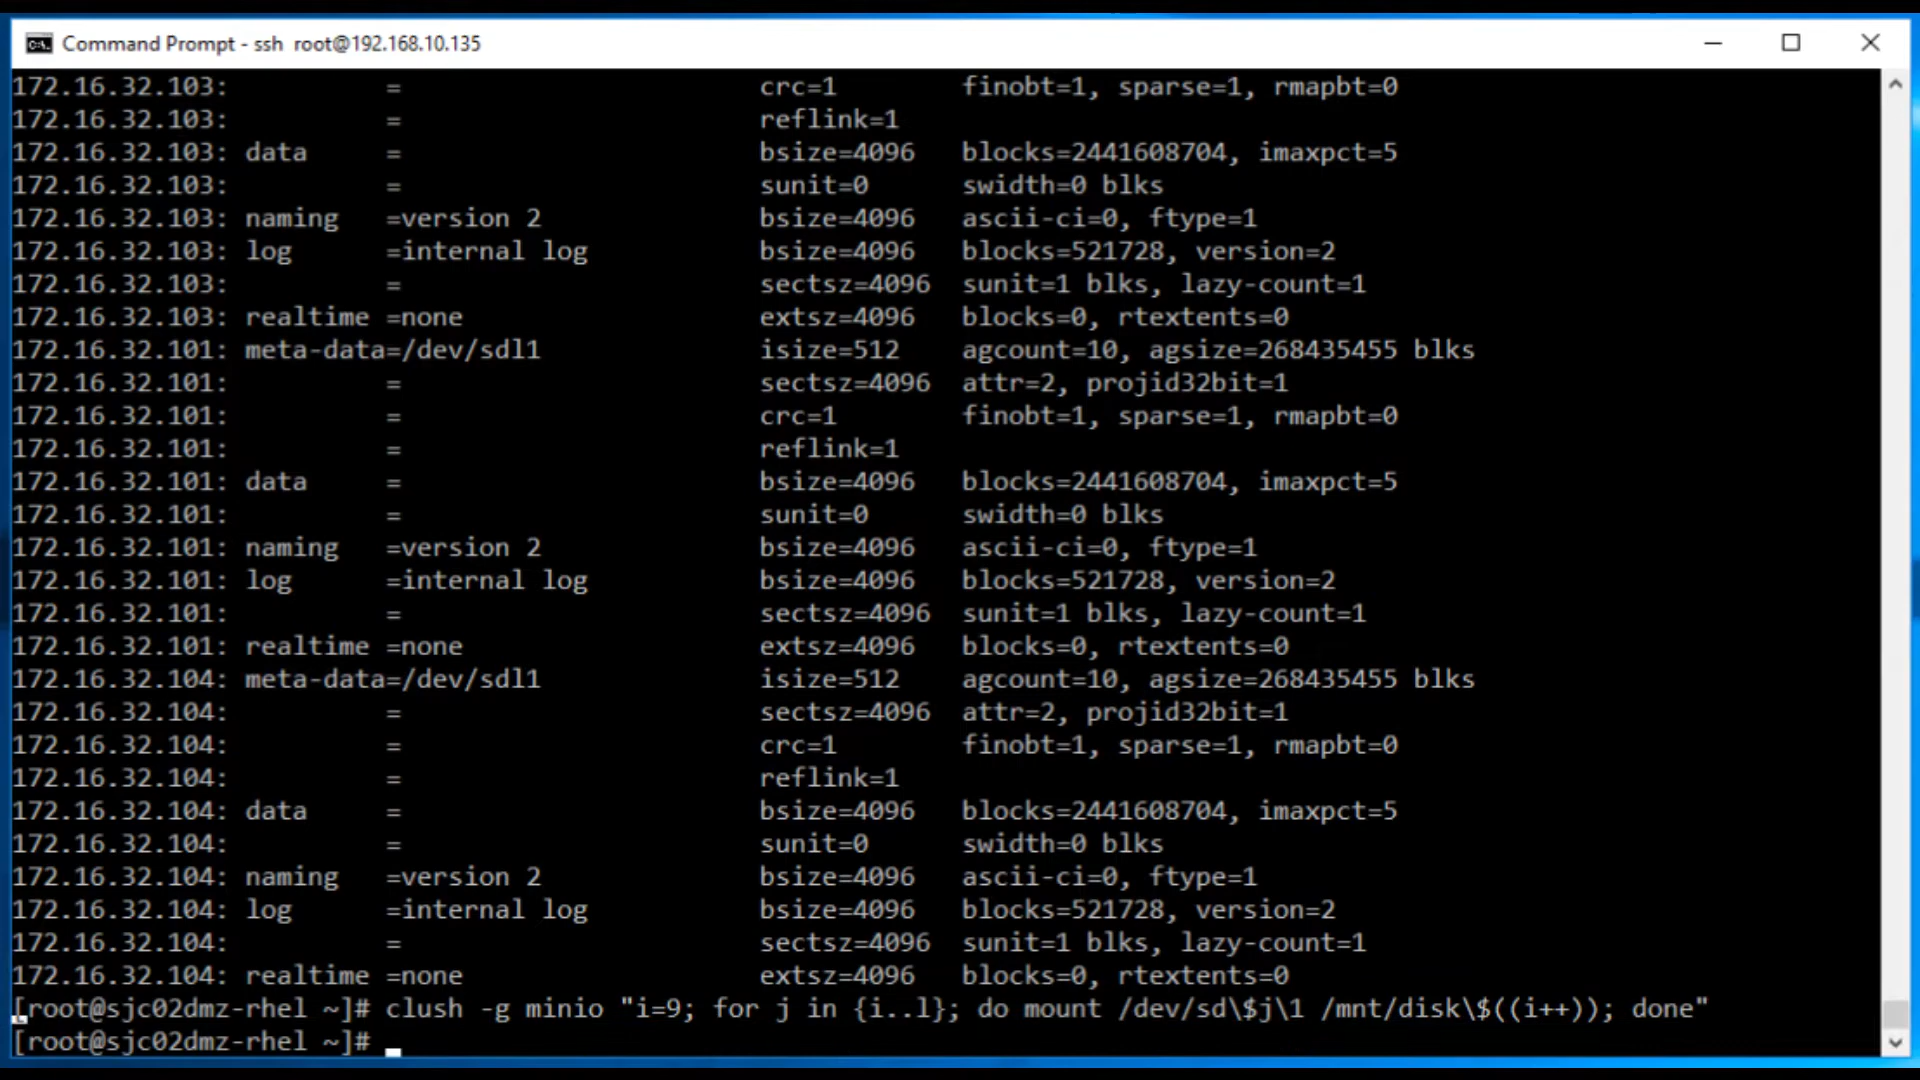 Command Prompt - ssh root@192.168.10.135
172.16.32.103:          =                       crc=1        finobt=1, sparse=1, rmapbt=0
172.16.32.103:          =                       reflink=1
172.16.32.103: data     =                       bsize=4096   blocks=2441608704, imaxpct=5
172.16.32.103:          =                       sunit=0      swidth=0 blks
172.16.32.103: naming   =version 2              bsize=4096   ascii-ci=0, ftype=1
172.16.32.103: log      =internal log           bsize=4096   blocks=521728, version=2
172.16.32.103:          =                       sectsz=4096  sunit=1 blks, lazy-count=1
172.16.32.103: realtime =none                   extsz=4096   blocks=0, rtextents=0
172.16.32.101: meta-data=/dev/sdl1              isize=512    agcount=10, agsize=268435455 blks
172.16.32.101:          =                       sectsz=4096  attr=2, projid32bit=1
172.16.32.101:          =                       crc=1        finobt=1, sparse=1, rmapbt=0
172.16.32.101:          =                       reflink=1
172.16.32.101: data     =                       bsize=4096   blocks=2441608704, imaxpct=5
172.16.32.101:          =                       sunit=0      swidth=0 blks
172.16.32.101: naming   =version 2              bsize=4096   ascii-ci=0, ftype=1
172.16.32.101: log      =internal log           bsize=4096   blocks=521728, version=2
172.16.32.101:          =                       sectsz=4096  sunit=1 blks, lazy-count=1
172.16.32.101: realtime =none                   extsz=4096   blocks=0, rtextents=0
172.16.32.104: meta-data=/dev/sdl1              isize=512    agcount=10, agsize=268435455 blks
172.16.32.104:          =                       sectsz=4096  attr=2, projid32bit=1
172.16.32.104:          =                       crc=1        finobt=1, sparse=1, rmapbt=0
172.16.32.104:          =                       reflink=1
172.16.32.104: data     =                       bsize=4096   blocks=2441608704, imaxpct=5
172.16.32.104:          =                       sunit=0      swidth=0 blks
172.16.32.104: naming   =version 2              bsize=4096   ascii-ci=0, ftype=1
172.16.32.104: log      =internal log           bsize=4096   blocks=521728, version=2
172.16.32.104:          =                       sectsz=4096  sunit=1 blks, lazy-count=1
172.16.32.104: realtime =none                   extsz=4096   blocks=0, rtextents=0
[root@sjc02dmz-rhel ~]# clush -g minio "i=9; for j in {i..l}; do mount /dev/sd\$j\1 /mnt/disk\$((i++)); done"
[root@sjc02dmz-rhel ~]#